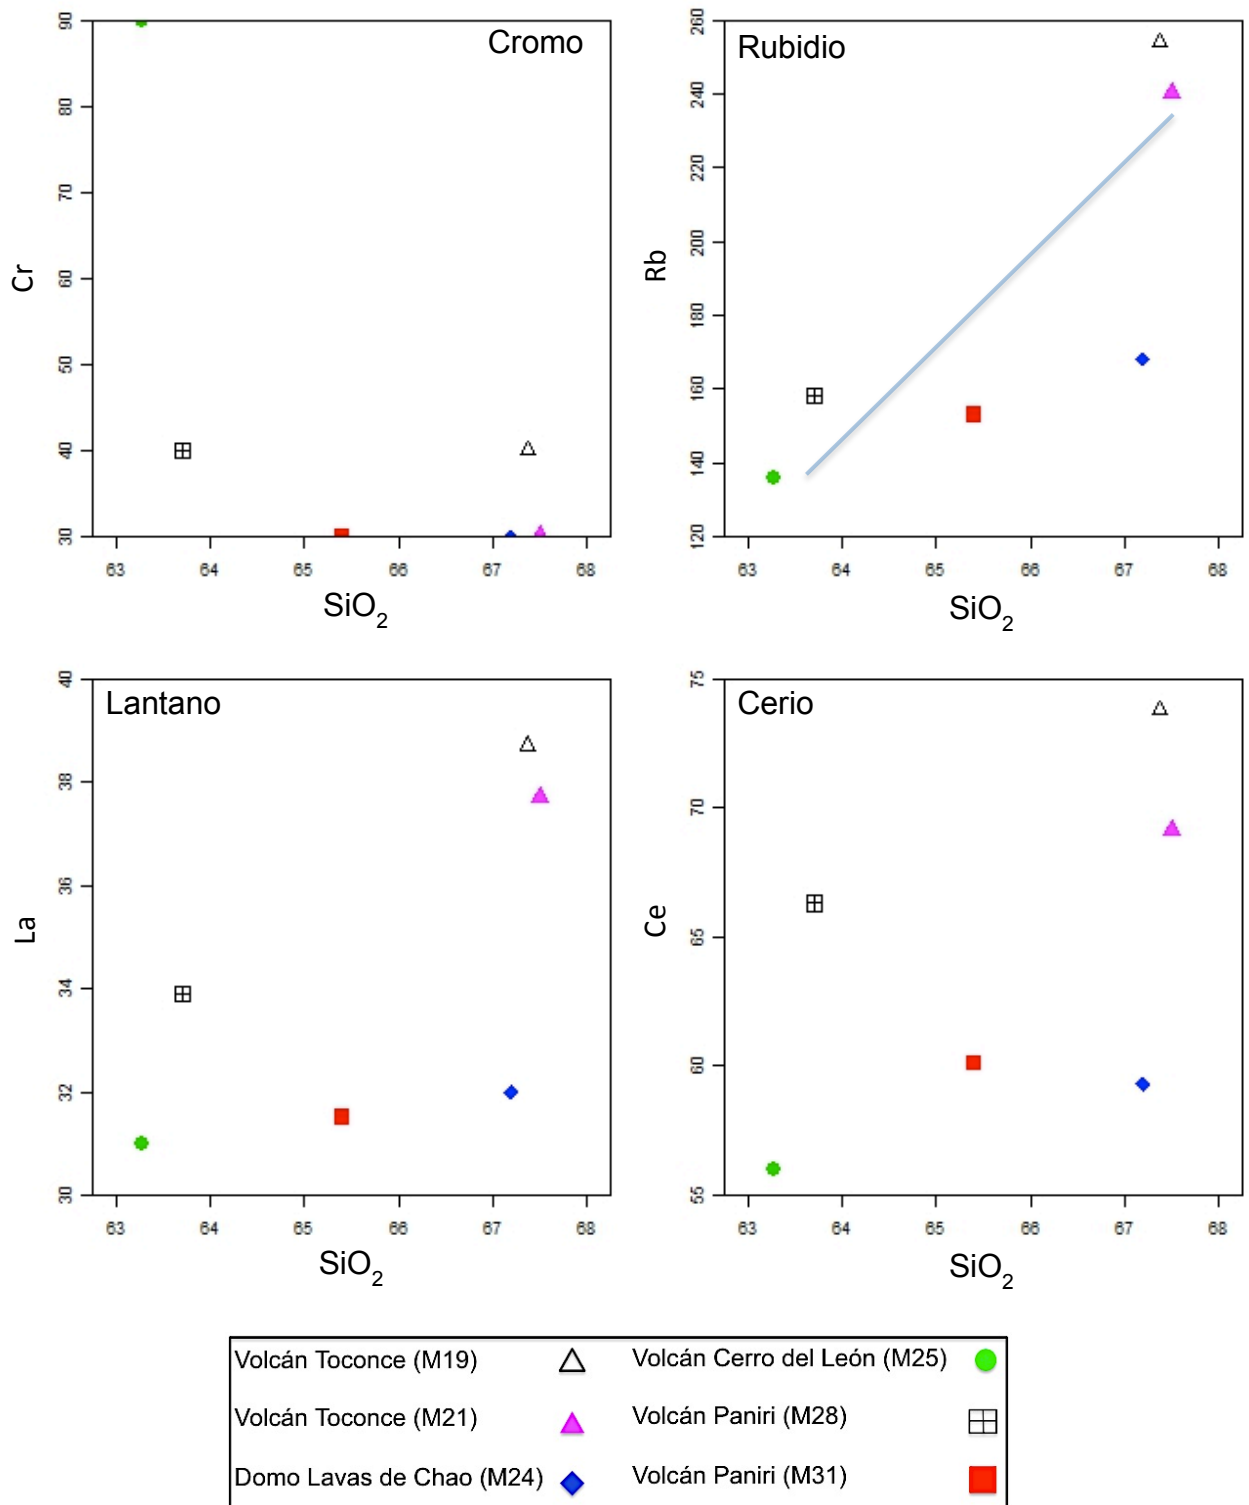 Cromo
90
80
70
60
50
40
30
Cr
63 64 65 66 67 68
SiO2
Rubidio
260
240
220
200
180
160
140
120
Rb
63 64 65 66 67 68
SiO2
Lantano
40
38
36
34
32
30
La
63 64 65 66 67 68
SiO2
Cerio
75
70
65
60
55
Ce
63 64 65 66 67 68
SiO2
Volcán Toconce (M19)
Volcán Cerro del León (M25)
Volcán Toconce (M21)
Volcán Paniri (M28)
Domo Lavas de Chao (M24)
Volcán Paniri (M31)